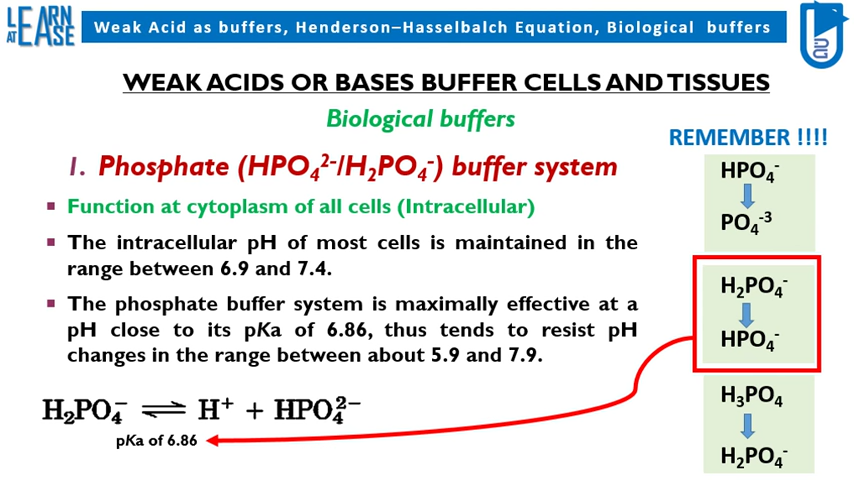 LEARN
AT EASE
Weak Acid as buffers, Henderson–Hasselbalch Equation, Biological buffers
WEAK ACIDS OR BASES BUFFER CELLS AND TISSUES
Biological buffers
1. Phosphate (HPO₄²⁻/H₂PO₄⁻) buffer system
▪ Function at cytoplasm of all cells (Intracellular)
▪ The intracellular pH of most cells is maintained in the
range between 6.9 and 7.4.
▪ The phosphate buffer system is maximally effective at a
pH close to its pKa of 6.86, thus tends to resist pH
changes in the range between about 5.9 and 7.9.
H₂PO₄⁻ ⇌ H⁺ + HPO₄²⁻
pKa of 6.86
REMEMBER !!!!
HPO₄⁻
PO₄⁻³
H₂PO₄⁻
HPO₄⁻
H₃PO₄
H₂PO₄⁻